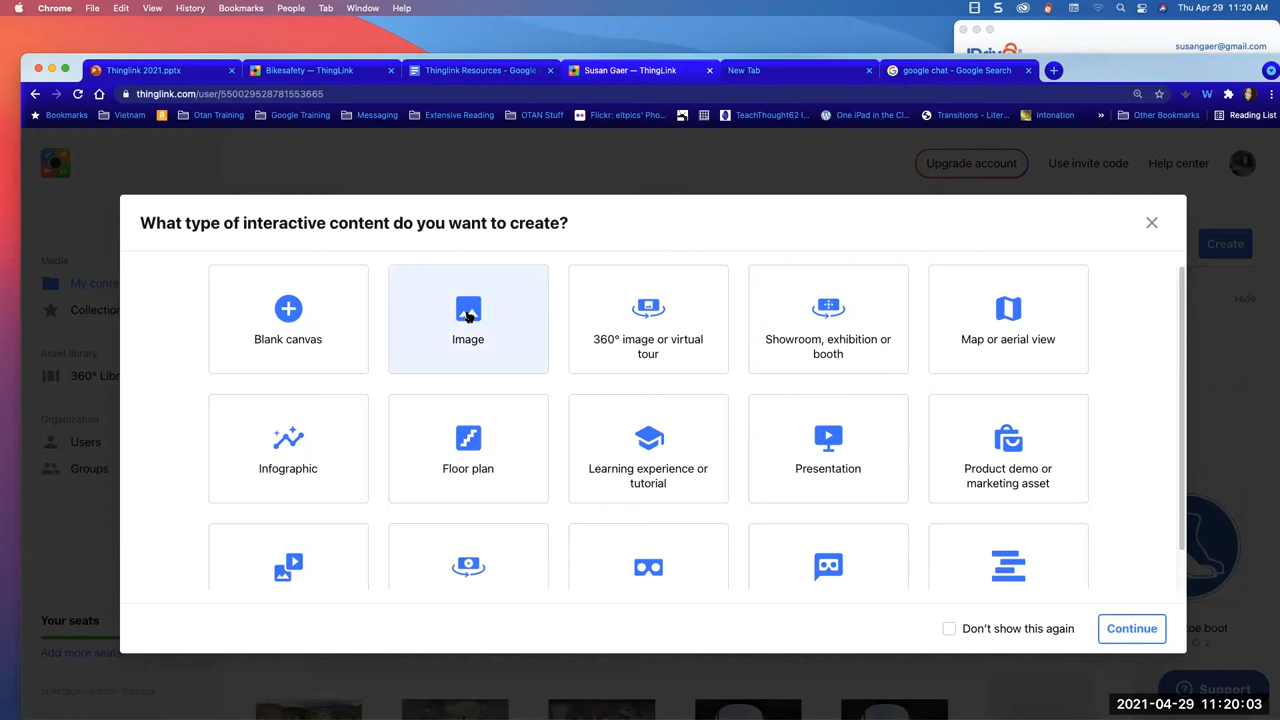 Chrome File Edit View History Bookmarks People Tab Window Help
Thu Apr 29 11:20 AM
susangaer@gmail.com
Thinglink 2021.pptx
Bikesafety — ThingLink
Thinglink Resources - Google
Susan Gaer — ThingLink
New Tab
google chat - Google Search
thinglink.com/user/550029528781553665
Bookmarks Vietnam Otan Training Google Training Messaging Extensive Reading OTAN Stuff Flickr: eltpics' Pho... TeachThought62 I... One iPad in the Cl... Transitions - Liter... Intonation » Other Bookmarks Reading List
Upgrade account Use invite code Help center
What type of interactive content do you want to create?
Create
Media
My conte
Collection
Hide
Asset library
360° Libr
Organization
Users
Groups
Blank canvas
Image
360° image or virtual
tour
Showroom, exhibition or
booth
Map or aerial view
Infographic
Floor plan
Learning experience or
tutorial
Presentation
Product demo or
marketing asset
Your seats
Add more seats
Don't show this again
Continue
toe boot
Support
2021-04-29 11:20:03